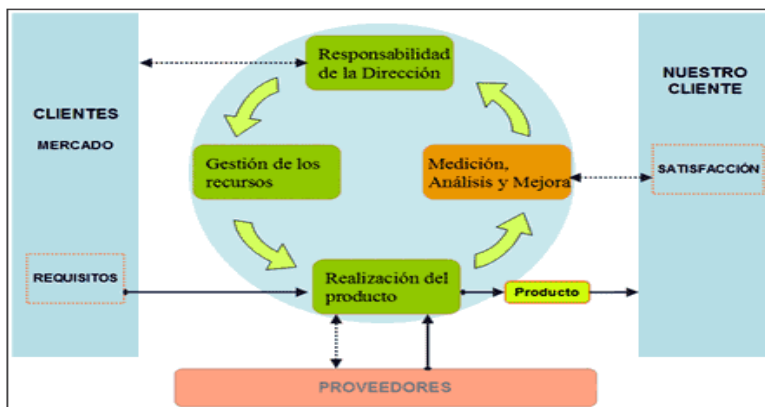 Responsabilidad
de la Dirección
CLIENTES
MERCADO
NUESTRO
CLIENTE
Gestión de los
recursos
Medición,
Análisis y Mejora
SATISFACCIÓN
REQUISITOS
Realización del
producto
Producto
PROVEEDORES